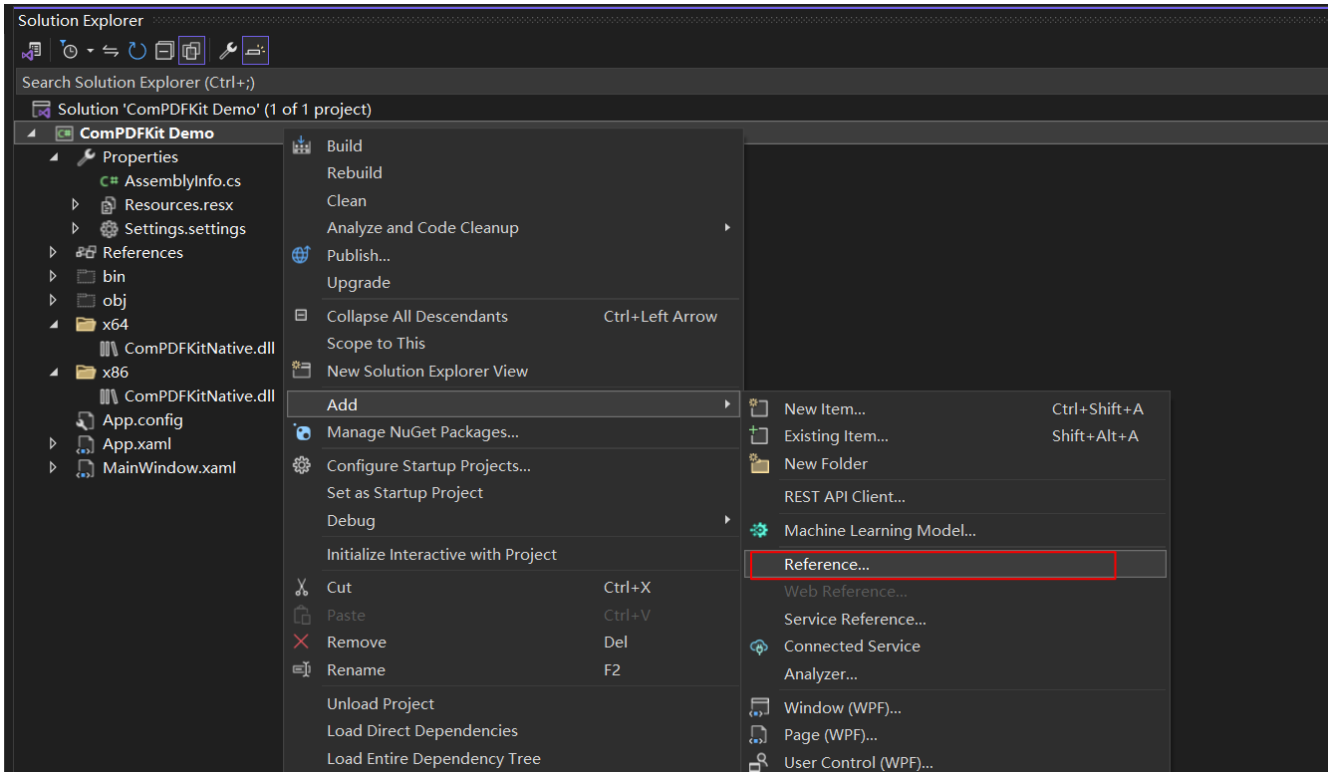 Solution Explorer
Search Solution Explorer (Ctrl+;)
Solution 'ComPDFKit Demo' (1 of 1 project)
C# ComPDFKit Demo
Properties
C# AssemblyInfo.cs
Resources.resx
Settings.settings
References
bin
obj
x64
ComPDFKitNative.dll
x86
ComPDFKitNative.dll
App.config
App.xaml
MainWindow.xaml
Build
Rebuild
Clean
Analyze and Code Cleanup
Publish...
Upgrade
Collapse All Descendants Ctrl+Left Arrow
Scope to This
New Solution Explorer View
Add
Manage NuGet Packages...
Configure Startup Projects...
Set as Startup Project
Debug
Initialize Interactive with Project
Cut Ctrl+X
Paste Ctrl+V
Remove Del
Rename F2
Unload Project
Load Direct Dependencies
Load Entire Dependency Tree
New Item... Ctrl+Shift+A
Existing Item... Shift+Alt+A
New Folder
REST API Client...
Machine Learning Model...
Reference...
Web Reference...
Service Reference...
Connected Service
Analyzer...
Window (WPF)...
Page (WPF)...
User Control (WPF)...